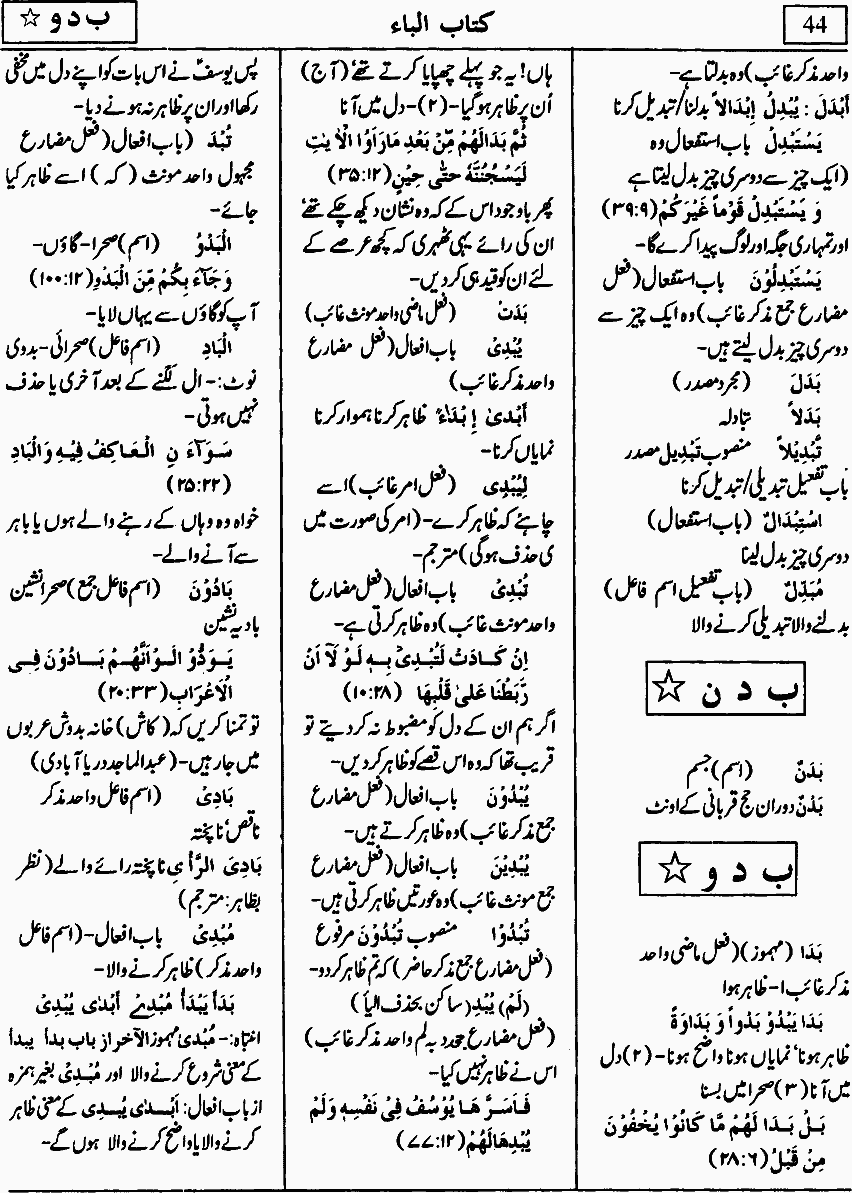 44
کتاب الباء
ب د و ☆
واحد مذکر غائب) وہ بدلتا ہے-
اَبْدَلَ : یُبْدِلُ اِبْدَالاً بدلنا/تبدیل کرنا
یَسْتَبْدِلُ باب استفعال وہ
(ایک چیز سے دوسری چیز بدل لیتا ہے
وَ یَسْتَبْدِلُ قَوْماً غَیْرَکُمْ (۳۹:۹)
اور تمہاری جگہ اور لوگ پیدا کرے گا-
یَسْتَبْدِلُوْنَ باب استفعال (فعل
مضارع جمع مذکر غائب) وہ ایک چیز سے
دوسری چیز بدل لیتے ہیں-
بَدَلَ (مجرد مصدر)
بَدَلاً تبادلہ
تَبْدِیْلاً منصوب تَبْدِیل مصدر
باب تفعیل تبدیلی/تبدیل کرنا
اسْتِبْدَالٌ (باب استفعال)
دوسری چیز بدل لینا
مُبَدِّلٌ (باب تفعیل اسم فاعل)
بدلنے والا تبدیلی کرنے والا
ب د ن ☆
بَدَنٌ (اسم) جسم
بُدْنٌ دوران حج قربانی کے اونٹ
ب د و ☆
بَدَا (مہموز) (فعل ماضی واحد
مذکر غائب ا- ظاہر ہوا
بَدَا یَبْدُوْ بَدْواً وَ بَدَاوَةً
ظاہر ہونا' نمایاں ہونا واضح ہونا-(۲) دل
میں آنا (۳) صحرا میں بسنا
بَلْ بَدَا لَهُمْ مَّا کَانُوْا یُخْفُوْنَ
مِنْ قَبْلُ (۲۸:۶)
ہاں! یہ جو پہلے چھپایا کرتے تھے' (آج)
اُن پر ظاہر ہو گیا-(۲)- دل میں آنا
ثُمَّ بَدَالَهُمْ مِّنْ بَعْدِ مَارَاَوُا الْاٰیٰتِ
لَیَسْجُنُنَّهٗ حَتّٰی حِیْنٍ (۳۵:۱۲)
پھر باوجود اس کے کہ وہ نشان دیکھ چکے تھے'
ان کی رائے یہی ٹھہری کہ کچھ عرصے کے
لئے ان کو قید ہی کر دیں-
بَدَتْ (فعل ماضی واحد مونث غائب)
یُبْدِیْ باب افعال (فعل مضارع
واحد مذکر غائب)
اَبْدیٰ اِبْدَاءً ظاہر کرنا ہموار کرنا
نمایاں کرنا-
لِیُبْدِی (فعل امر غائب) اسے
چاہئے کہ ظاہر کرے-(امر کی صورت میں
ی حذف ہوگی) مترجم-
تُبْدِیْ باب افعال (فعل مضارع
واحد مونث غائب) وہ ظاہر کرتی ہے-
اِنْ کَادَتْ لَتُبْدِیْ بِهٖ لَوْ لَآ اَنْ
رَّبَطْنَا عَلیٰ قَلْبِهَا (۱۰:۲۸)
اگر ہم ان کے دل کو مضبوط نہ کر دیتے تو
قریب تھا کہ وہ اس قصے کو ظاہر کر دیں-
یُبْدُوْنَ باب افعال (فعل مضارع
جمع مذکر غائب) وہ ظاہر کرتے ہیں-
یُبْدِیْنَ باب افعال (فعل مضارع
جمع مونث غائب) وہ عورتیں ظاہر کرتی ہیں-
تُبْدُوْا منصوب تُبْدُوْنَ مرفوع
(فعل مضارع جمع مذکر حاضر) کہ تم ظاہر کر دو-
(لَمْ) یُبْدِ (ساکن بحذف الیا)
(فعل مضارع جحد بہ لم واحد مذکر غائب)
اس نے ظاہر نہیں کیا-
فَاَسَرَّ هَا یُوْسُفُ فِیْ نَفْسِهٖ وَلَمْ
یُبْدِهَالَهُمْ (۷۷:۱۲)
پس یوسفؑ نے اس بات کو اپنے دل میں مخفی
رکھا اور ان پر ظاہر نہ ہونے دیا-
تُبْدَ (باب افعال (فعل مضارع
مجہول واحد مونث (کہ) اسے ظاہر کیا
جائے-
الْبَدْوُ (اسم) صحرا- گاؤں-
وَجَآءَ بِکُمْ مِّنَ الْبَدْوِ (۱۰۰:۱۲)
آپ کو گاؤں سے یہاں لایا-
الْبَادِ (اسم فاعل) صحرائی- بدوی
نوٹ:- ال لگنے کے بعد آخری یا حذف
نہیں ہوتی-
سَوَآءَ نِ الْعَاکِفُ فِیْهِ وَالْبَادِ
(۲۵:۲۲)
خواہ وہ وہاں کے رہنے والے ہوں یا باہر
سے آنے والے-
بَادُوْنَ (اسم فاعل جمع) صحرا نشین
بادیہ نشین
یَوَدُّوْ الَوْاَنَّهُمْ بَادُوْنَ فِی
الْاَعْرَابِ (۲۰:۳۳)
تو تمنا کریں کہ (کاش) خانہ بدوش عربوں
میں جا رہیں-(عبدالماجد دریا آبادی)
بَادِیَ (اسم فاعل واحد مذکر
ناقص' ناپختہ
بَادِیَ الرَّأیِ ناپختہ رائے والے (نظر
بظاہر: مترجم)
مُبْدِیْ باب افعال-(اسم فاعل
واحد مذکر) ظاہر کرنے والا-
بَدَأَ یَبْدَأُ مُبْدِئٌ اَبْدٰی یُبْدِیْ
انتباہ:- مُبْدِیٌٔ مہموز الآخر از باب بدأ یبدأ
کے معنی شروع کرنے والا اور مُبْدِیْ بغیر ہمزہ
از باب افعال: اَبْدٰی یُبْدِی کے معنی ظاہر
کرنے والا یا واضح کرنے والا ہوں گے-